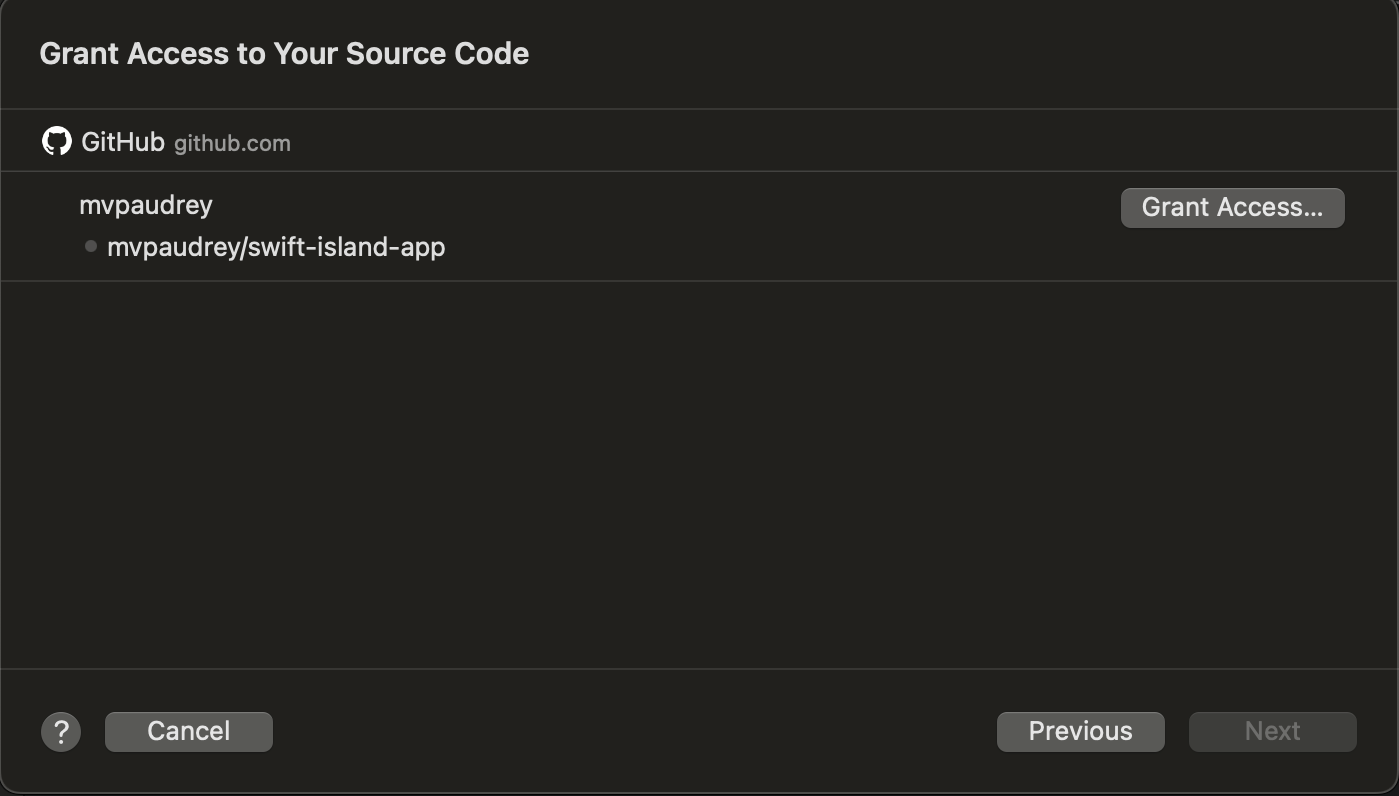 Grant Access to Your Source Code
GitHub github.com
mvpaudrey
Grant Access...
mvpaudrey/swift-island-app
?
Cancel
Previous
Next